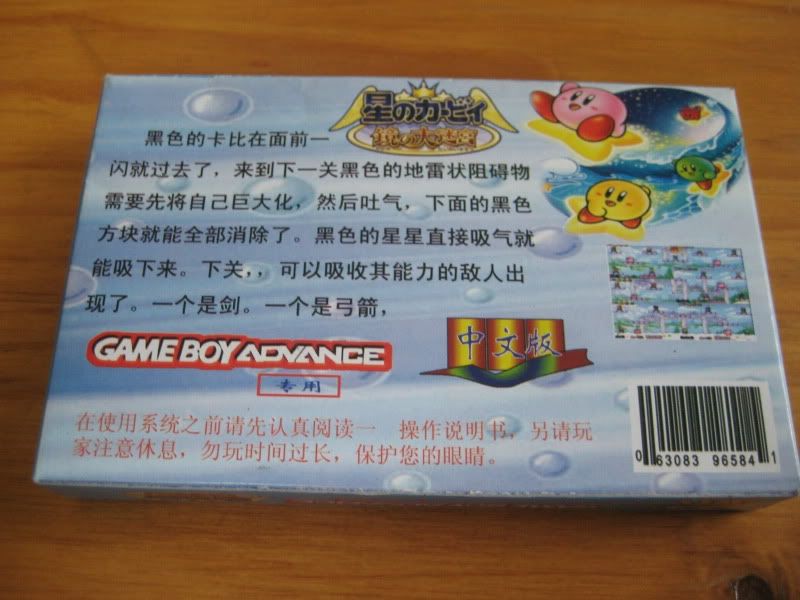 星のカービィ
鏡の大迷宮
黑色的卡比在面前一
闪就过去了，来到下一关黑色的地雷状阻碍物
需要先将自己巨大化，然后吐气，下面的黑色
方块就能全部消除了。黑色的星星直接吸气就
能吸下来。下关，，可以吸收其能力的敌人出
现了。一个是剑。一个是弓箭，
GAME BOY ADVANCE
专用
中文版
在使用系统之前请先认真阅读一 操作说明书，另请玩
家注意休息，勿玩时间过长，保护您的眼睛。
0 63083 96584 1